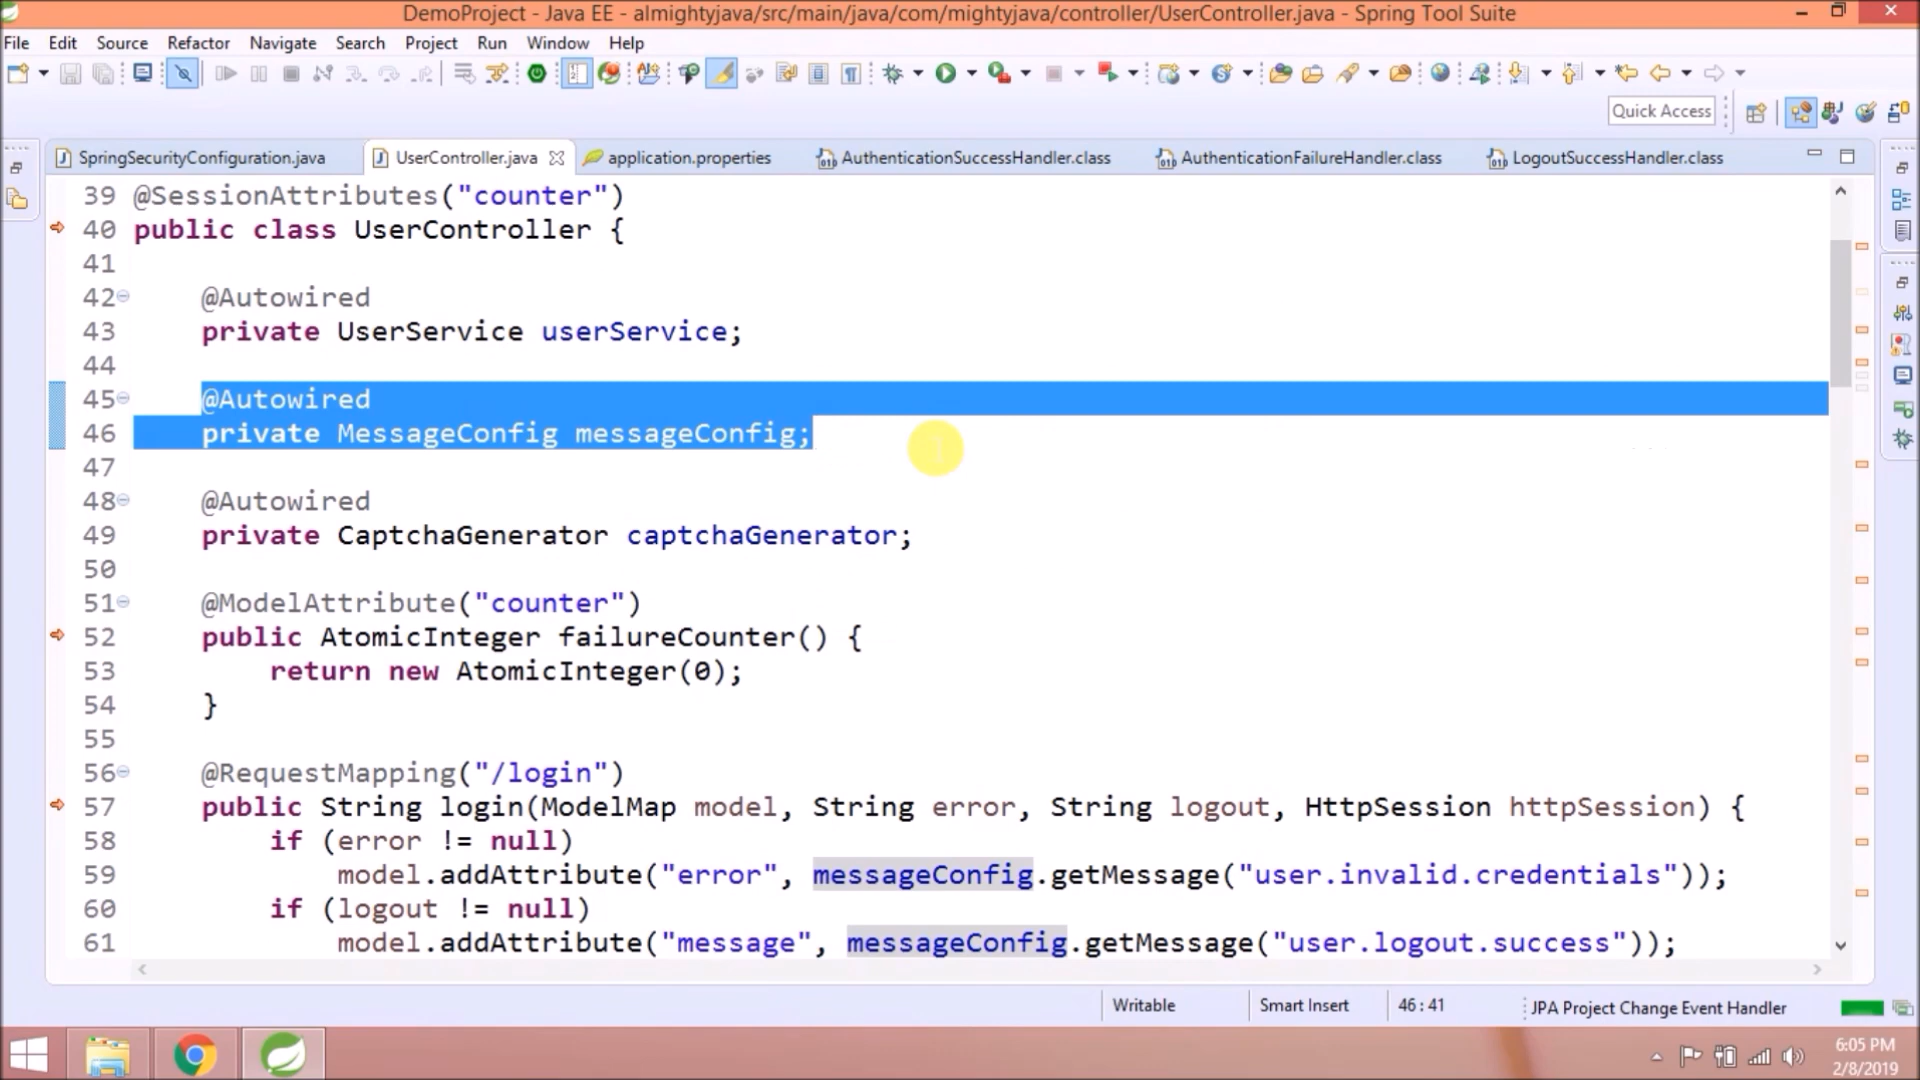 DemoProject - Java EE - almightyjava/src/main/java/com/mightyjava/controller/UserController.java - Spring Tool Suite
File Edit Source Refactor Navigate Search Project Run Window Help
Quick Access
SpringSecurityConfiguration.java UserController.java application.properties AuthenticationSuccessHandler.class AuthenticationFailureHandler.class LogoutSuccessHandler.class
39 @SessionAttributes("counter")
40 public class UserController {
41
42 @Autowired
43 private UserService userService;
44
45 @Autowired
46 private MessageConfig messageConfig;
47
48 @Autowired
49 private CaptchaGenerator captchaGenerator;
50
51 @ModelAttribute("counter")
52 public AtomicInteger failureCounter() {
53 return new AtomicInteger(0);
54 }
55
56 @RequestMapping("/login")
57 public String login(ModelMap model, String error, String logout, HttpSession httpSession) {
58 if (error != null)
59 model.addAttribute("error", messageConfig.getMessage("user.invalid.credentials"));
60 if (logout != null)
61 model.addAttribute("message", messageConfig.getMessage("user.logout.success"));
Writable Smart Insert 46 : 41 JPA Project Change Event Handler
6:05 PM
2/8/2019